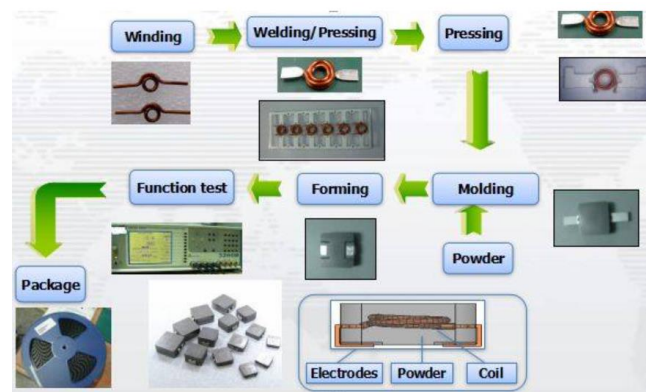 Winding
Welding/ Pressing
Pressing
Function test
Forming
Molding
Powder
Package
Electrodes
Powder
Coil